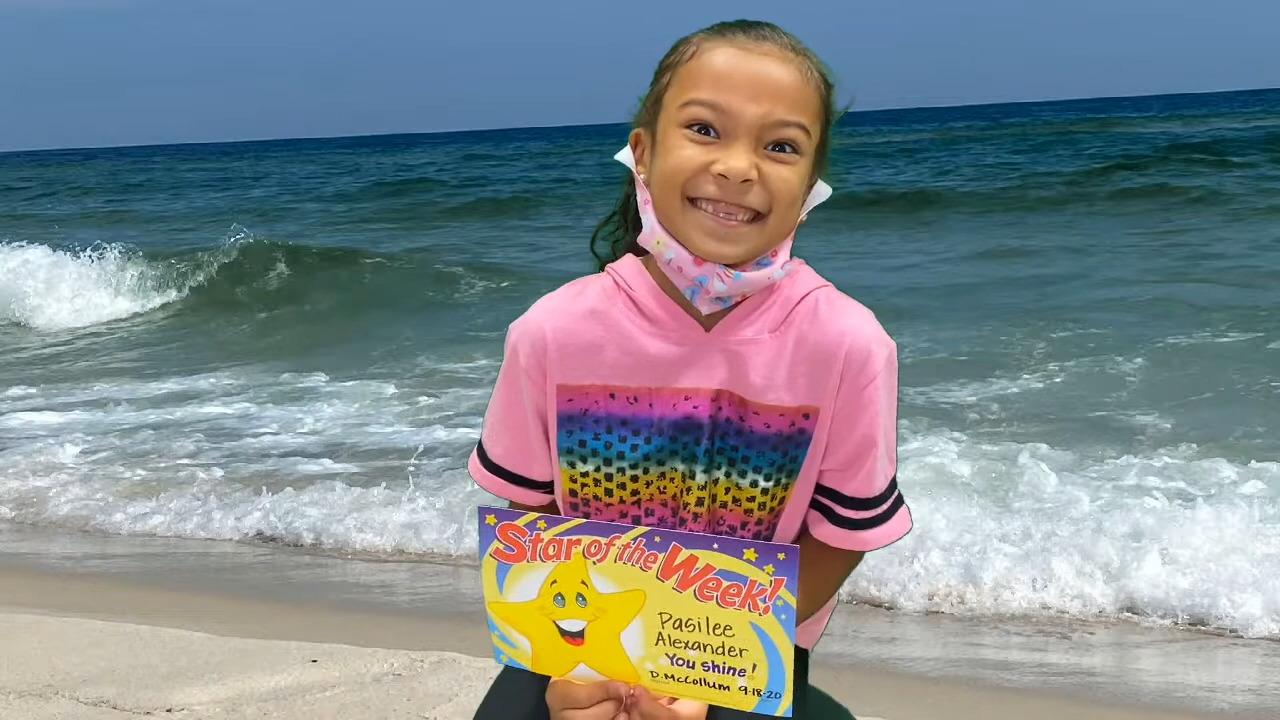 Star of the Week!
Pasilee
Alexander
You shine!
D. McCollum 9-18-20